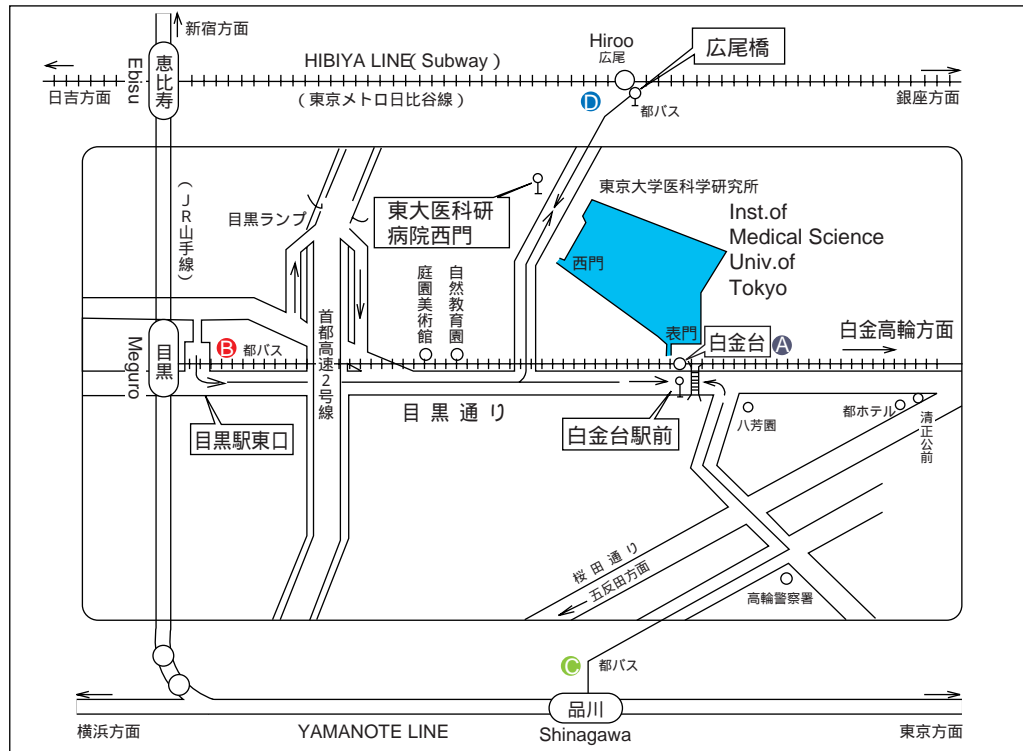 新宿方面
恵比寿
Ebisu
HIBIYA LINE( Subway )
(東京メトロ日比谷線)
日吉方面
Hiroo
広尾
広尾橋
銀座方面
D
都バス
(JR山手線)
目黒ランプ
東大医科研
病院西門
東京大学医科学研究所
Inst.of
Medical Science
Univ.of
Tokyo
西門
表門
庭園美術館
自然教育園
首都高速2号線
目黒
Meguro
B
都バス
白金台
A
白金高輪方面
目黒通り
目黒駅東口
白金台駅前
八芳園
都ホテル
清正公前
桜田通り
五反田方面
高輪警察署
C
都バス
品川
Shinagawa
横浜方面
YAMANOTE LINE
東京方面